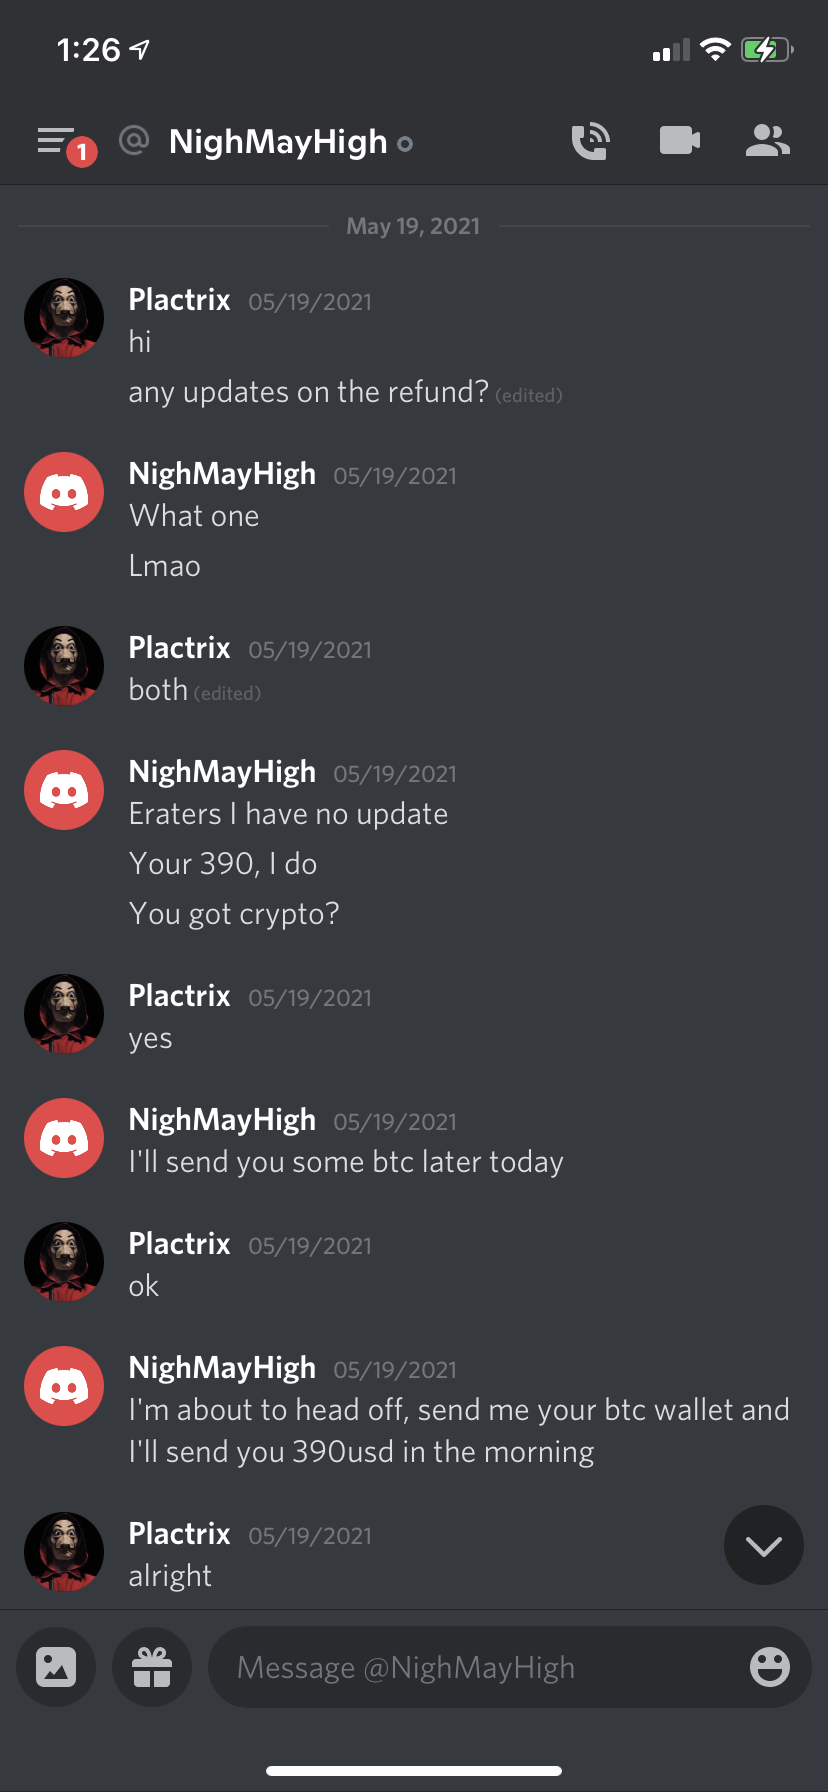 1:26
1
@ NighMayHigh
May 19, 2021
Plactrix 05/19/2021
hi
any updates on the refund? (edited)
NighMayHigh 05/19/2021
What one
Lmao
Plactrix 05/19/2021
both (edited)
NighMayHigh 05/19/2021
Eraters I have no update
Your 390, I do
You got crypto?
Plactrix 05/19/2021
yes
NighMayHigh 05/19/2021
I'll send you some btc later today
Plactrix 05/19/2021
ok
NighMayHigh 05/19/2021
I'm about to head off, send me your btc wallet and
I'll send you 390usd in the morning
Plactrix 05/19/2021
alright
Message @NighMayHigh